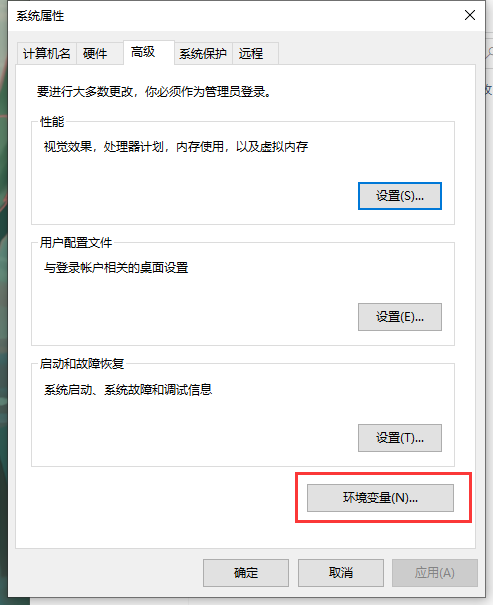 系统属性
计算机名 硬件 高级 系统保护 远程
要进行大多数更改，你必须作为管理员登录。
性能
视觉效果，处理器计划，内存使用，以及虚拟内存
设置(S)...
用户配置文件
与登录帐户相关的桌面设置
设置(E)...
启动和故障恢复
系统启动、系统故障和调试信息
设置(T)...
环境变量(N)...
确定 取消 应用(A)